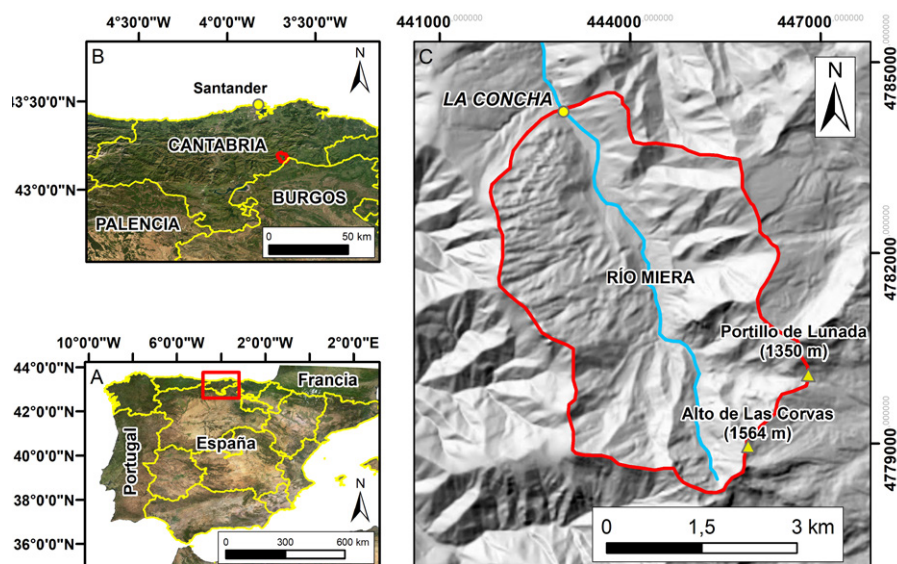 4°30'0"W 4°0'0"W 3°30'0"W
B
N
Santander
CANTABRIA
BURGOS
PALENCIA
0 50 km
43°30'0"N
43°0'0"N
10°00'0"W 6°0'0"W 2°0'0"W 2°0'0"E
A
Francia
España
Portugal
N
0 300 600
km
44°0'0"N
42°0'0"N
40°0'0"N
38°0'0"N
36°0'0"N
441000,000000 444000,000000 447000,000000
C
N
LA CONCHA
RÍO MIERA
Portillo de Lunada
(1350 m)
Alto de Las Corvas
(1564 m)
0 1,5 3 km
4785000,000000
4782000,000000
4779000,000000